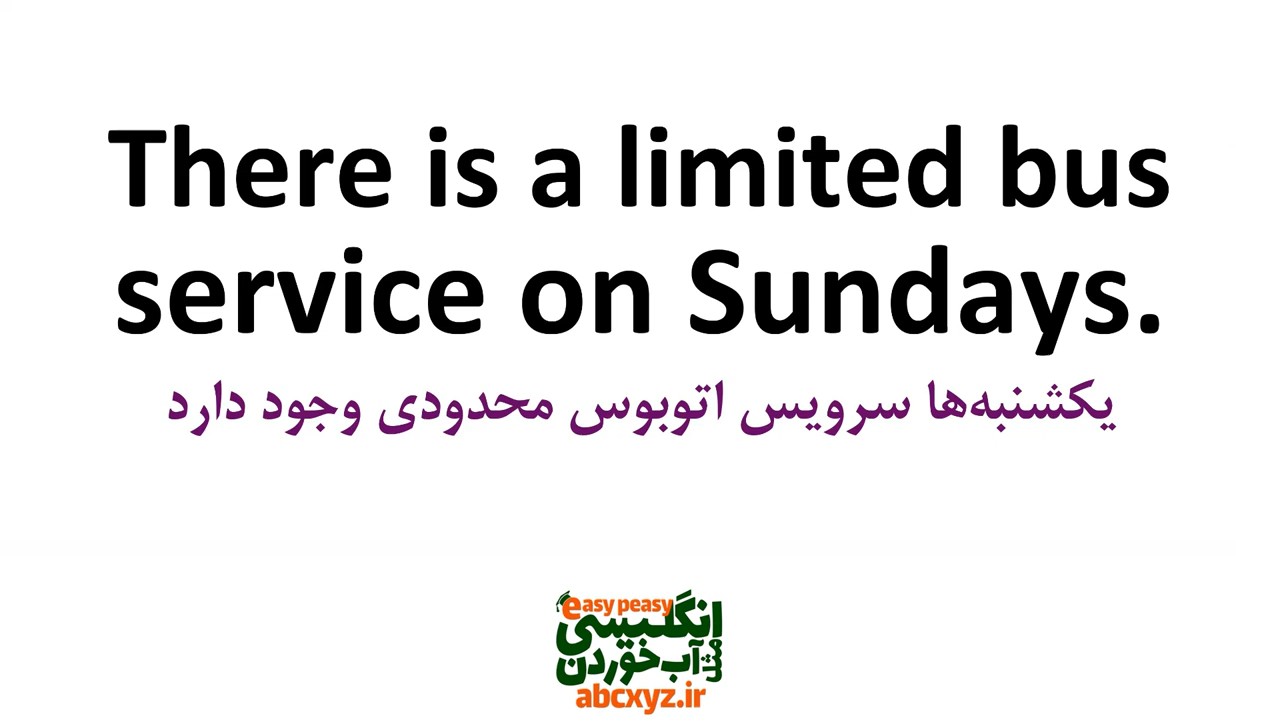 There is a limited bus
service on Sundays.
یکشنبه‌ها سرویس اتوبوس محدودی وجود دارد
easy peasy
انگلیسی
مثل آب خوردن
abcxyz.ir